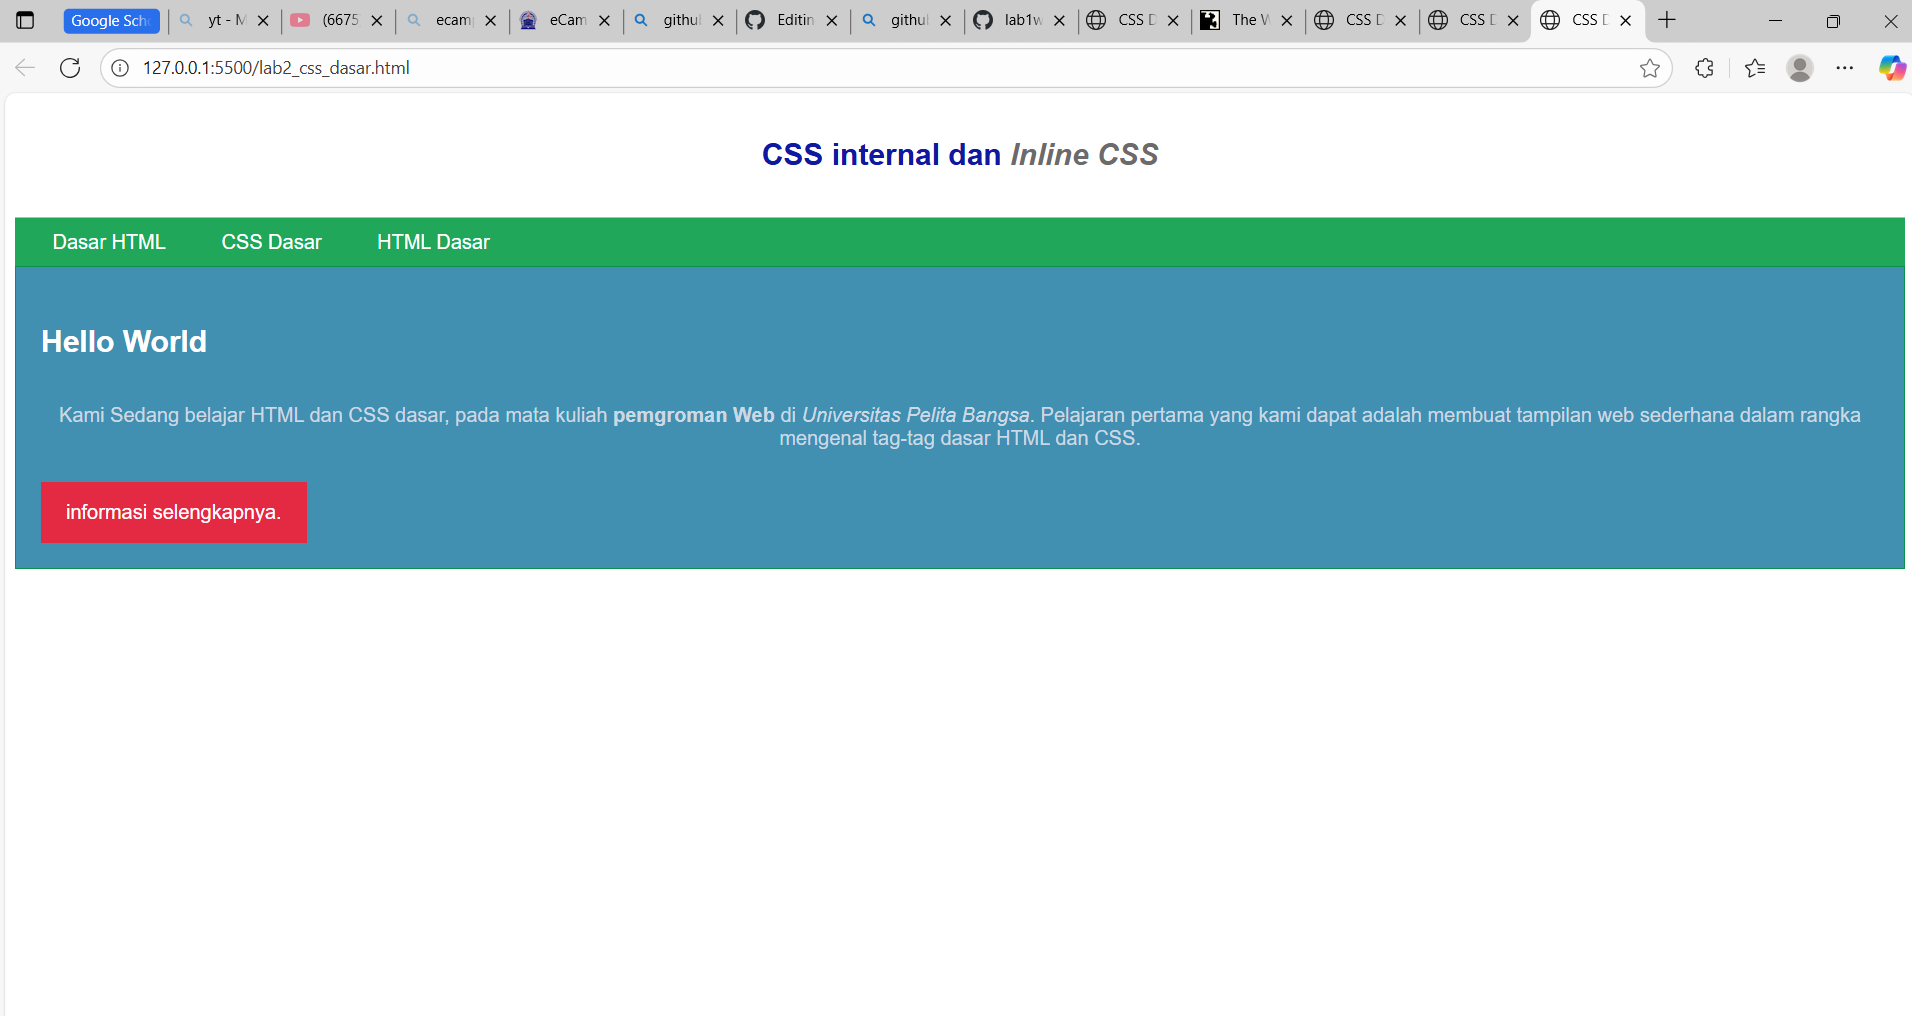 Google Sch
yt - M
(6675
ecam
eCam
githu
Editin
githu
lab1w
CSS D
The W
CSS D
CSS D
CSS D
127.0.0.1:5500/lab2_css_dasar.html
CSS internal dan Inline CSS
Dasar HTML CSS Dasar HTML Dasar
Hello World
Kami Sedang belajar HTML dan CSS dasar, pada mata kuliah pemgroman Web di Universitas Pelita Bangsa. Pelajaran pertama yang kami dapat adalah membuat tampilan web sederhana dalam rangka
mengenal tag-tag dasar HTML dan CSS.
informasi selengkapnya.